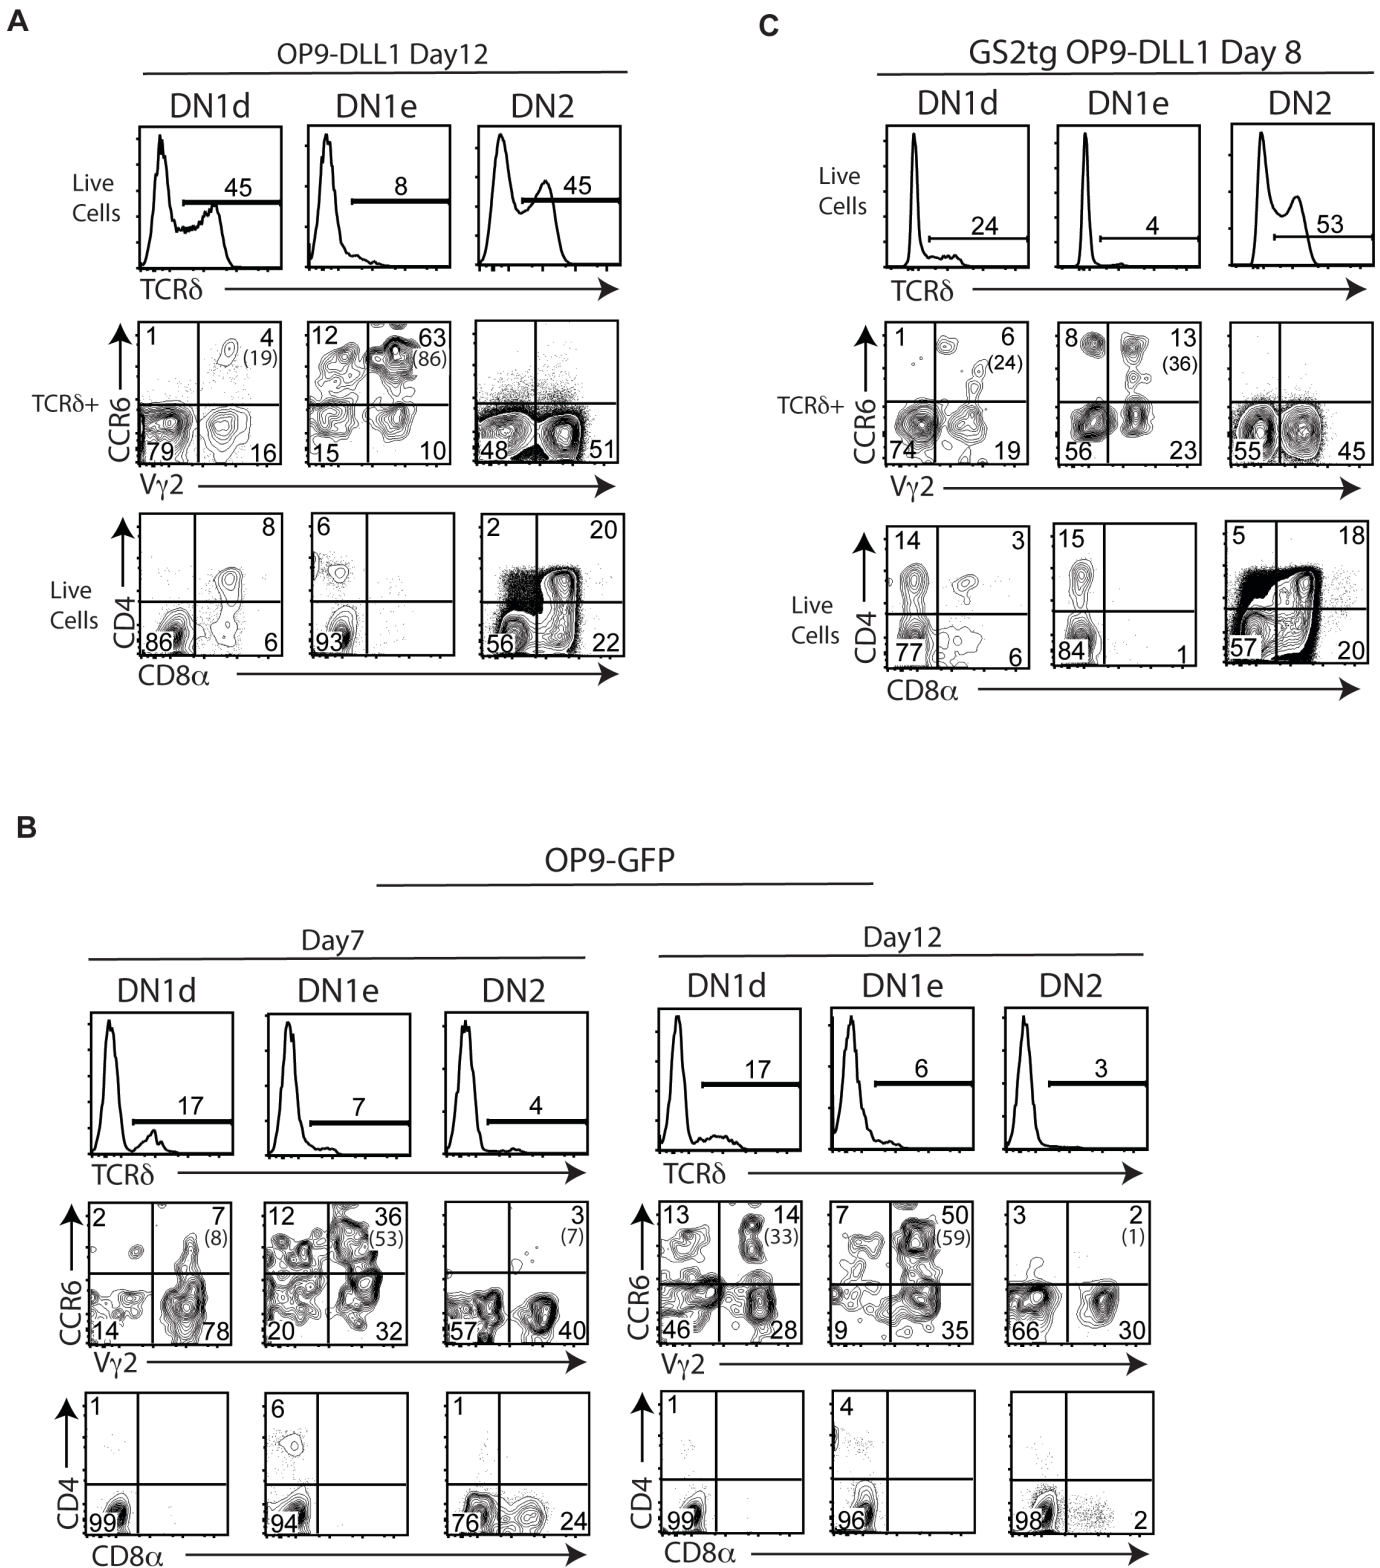 A
OP9-DLL1 Day12
DN1d DN1e DN2
Live
Cells
45 8 45
TCRδ
TCRδ+
CCR6
1 4 (19) 79 16
12 63 (86) 15 10
48 51
Vγ2
Live
Cells
CD4
8 86 6
6 93
2 20 56 22
CD8α
C
GS2tg OP9-DLL1 Day 8
DN1d DN1e DN2
Live
Cells
24 4 53
TCRδ
TCRδ+
CCR6
1 6 (24) 74 19
8 13 (36) 56 23
55 45
Vγ2
Live
Cells
CD4
14 3 77 6
15 84 1
5 18 57 20
CD8α
B
OP9-GFP
Day7
DN1d DN1e DN2
17 7 4
TCRδ
CCR6
2 7 (8) 14 78
12 36 (53) 20 32
3 (7) 57 40
Vγ2
CD4
1 99
6 94
1 76 24
CD8α
Day12
DN1d DN1e DN2
17 6 3
TCRδ
CCR6
13 14 (33) 46 28
7 50 (59) 9 35
3 2 (1) 66 30
Vγ2
CD4
1 99
4 96
98 2
CD8α